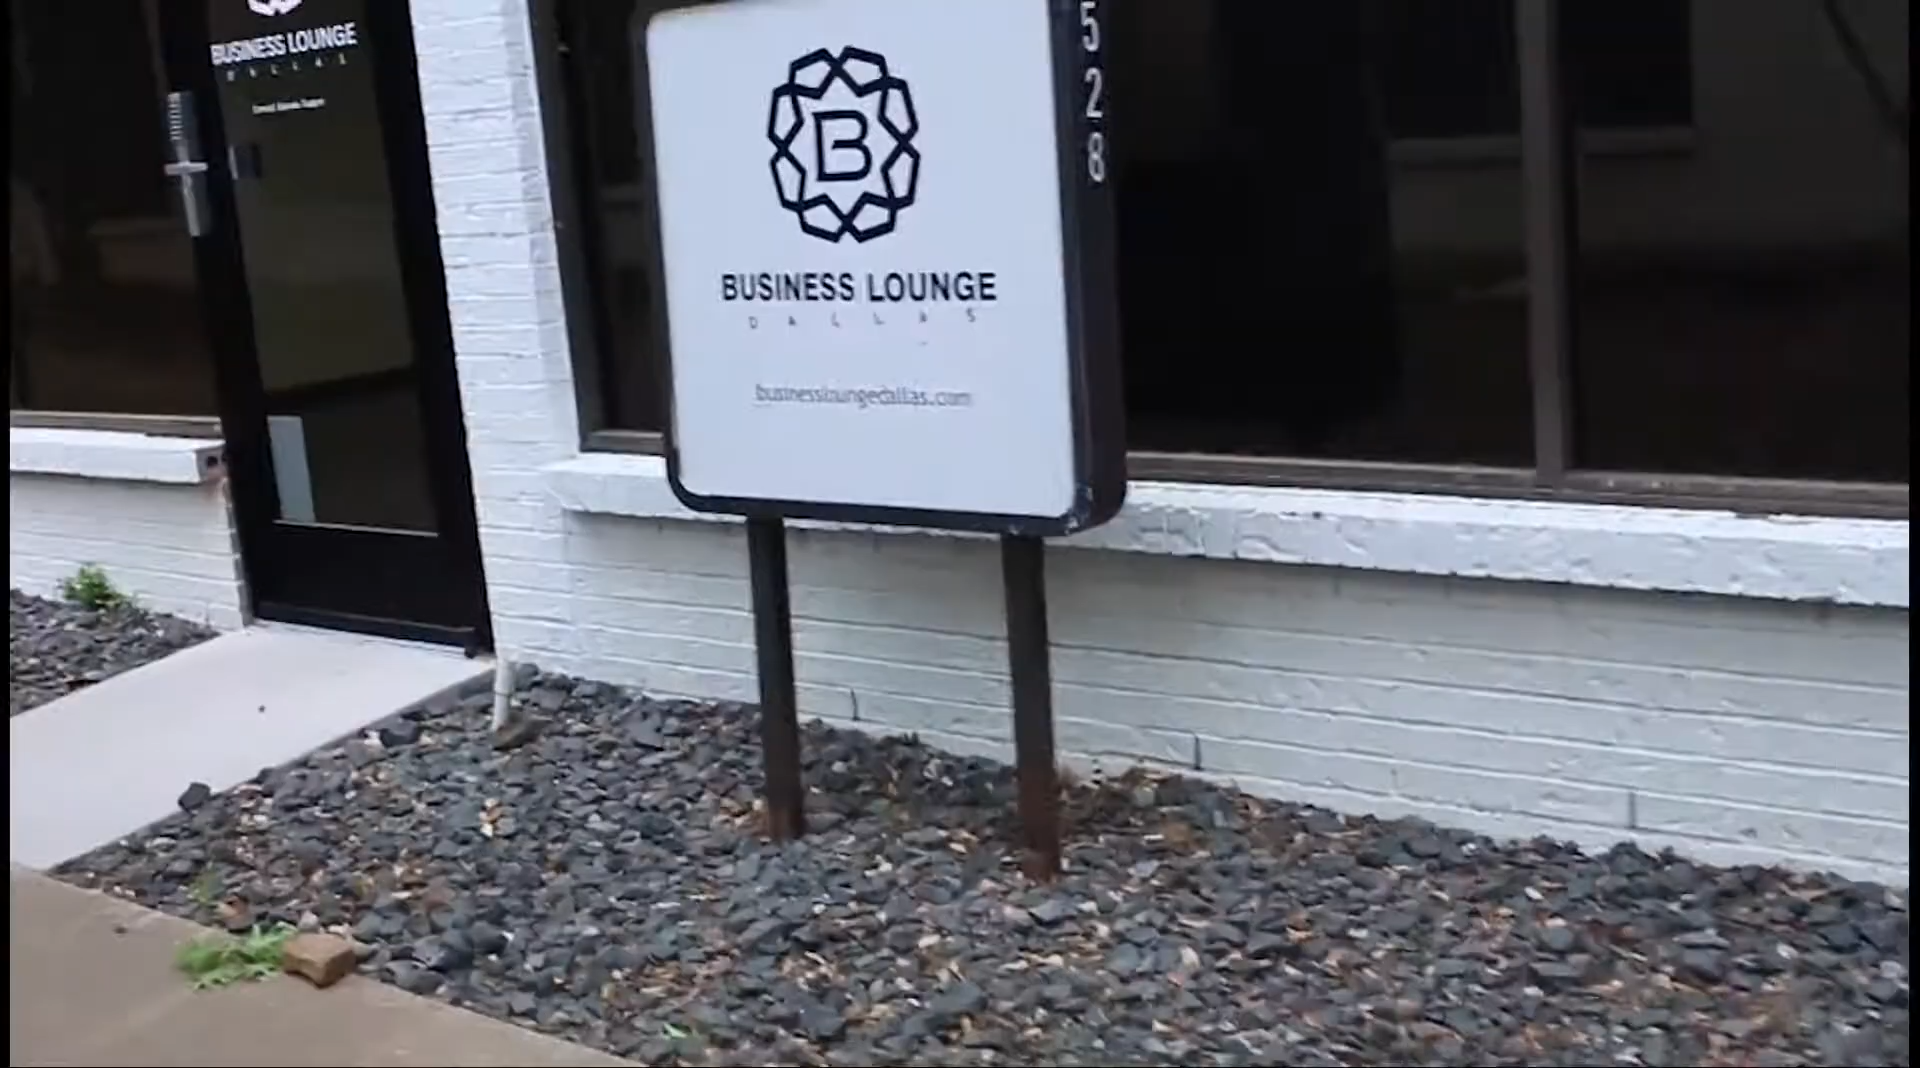 BUSINESS LOUNGE
DALLAS
B
BUSINESS LOUNGE
DALLAS
businessloungedallas.com
528